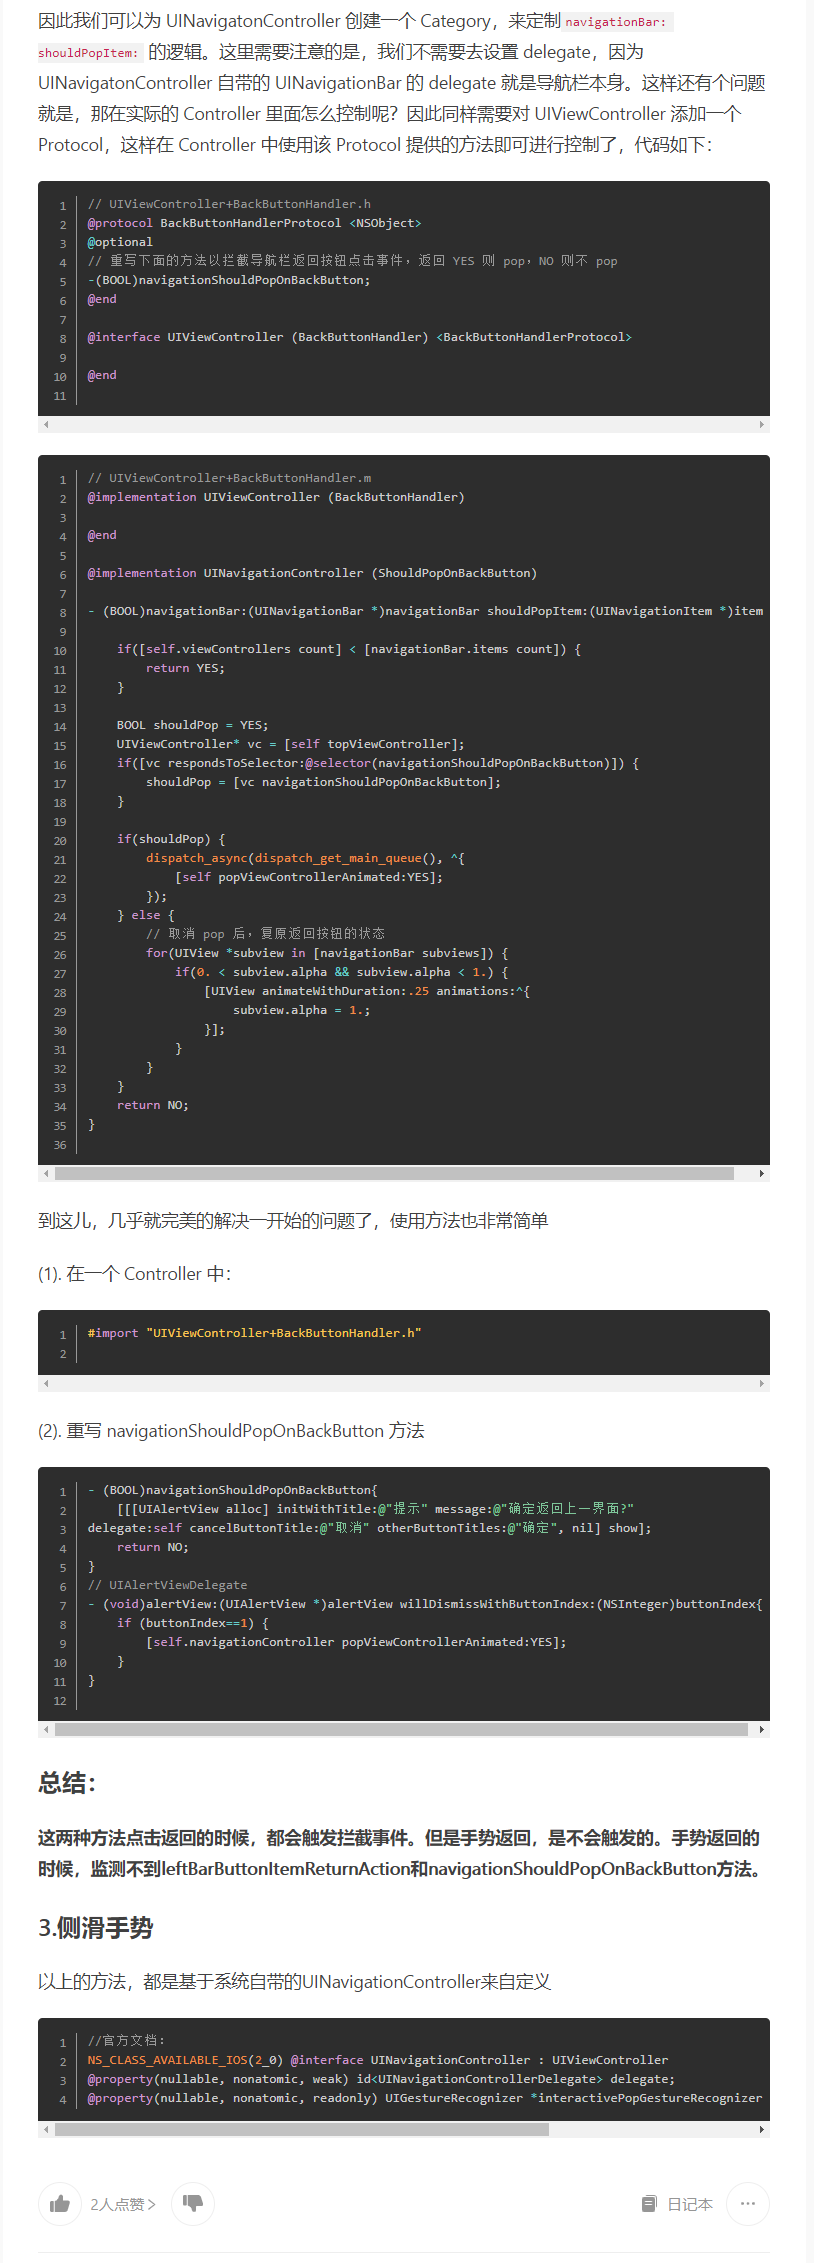 因此我们可以为 UINavigatonController 创建一个 Category，来定制 navigationBar:
shouldPopItem: 的逻辑。这里需要注意的是，我们不需要去设置 delegate，因为
UINavigatonController 自带的 UINavigationBar 的 delegate 就是导航栏本身。这样还有个问题
就是，那在实际的 Controller 里面怎么控制呢？因此同样需要对 UIViewController 添加一个
Protocol，这样在 Controller 中使用该 Protocol 提供的方法即可进行控制了，代码如下：
1 // UIViewController+BackButtonHandler.h
2 @protocol BackButtonHandlerProtocol <NSObject>
3 @optional
4 // 重写下面的方法以拦截导航栏返回按钮点击事件，返回 YES 则 pop，NO 则不 pop
5 -(BOOL)navigationShouldPopOnBackButton;
6 @end
7
8 @interface UIViewController (BackButtonHandler) <BackButtonHandlerProtocol>
9
10 @end
11
1 // UIViewController+BackButtonHandler.m
2 @implementation UIViewController (BackButtonHandler)
3
4 @end
5
6 @implementation UINavigationController (ShouldPopOnBackButton)
7
8 - (BOOL)navigationBar:(UINavigationBar *)navigationBar shouldPopItem:(UINavigationItem *)item
9
10     if([self.viewControllers count] < [navigationBar.items count]) {
11         return YES;
12     }
13
14     BOOL shouldPop = YES;
15     UIViewController* vc = [self topViewController];
16     if([vc respondsToSelector:@selector(navigationShouldPopOnBackButton)]) {
17         shouldPop = [vc navigationShouldPopOnBackButton];
18     }
19
20     if(shouldPop) {
21         dispatch_async(dispatch_get_main_queue(), ^{
22             [self popViewControllerAnimated:YES];
23         });
24     } else {
25         // 取消 pop 后，复原返回按钮的状态
26         for(UIView *subview in [navigationBar subviews]) {
27             if(0. < subview.alpha && subview.alpha < 1.) {
28                 [UIView animateWithDuration:.25 animations:^{
29                     subview.alpha = 1.;
30                 }];
31             }
32         }
33     }
34     return NO;
35 }
36
到这儿，几乎就完美的解决一开始的问题了，使用方法也非常简单
(1). 在一个 Controller 中：
1 #import "UIViewController+BackButtonHandler.h"
2
(2). 重写 navigationShouldPopOnBackButton 方法
1 - (BOOL)navigationShouldPopOnBackButton{
2     [[[UIAlertView alloc] initWithTitle:@"提示" message:@"确定返回上一界面?"
3 delegate:self cancelButtonTitle:@"取消" otherButtonTitles:@"确定", nil] show];
4     return NO;
5 }
6 // UIAlertViewDelegate
7 - (void)alertView:(UIAlertView *)alertView willDismissWithButtonIndex:(NSInteger)buttonIndex{
8     if (buttonIndex==1) {
9         [self.navigationController popViewControllerAnimated:YES];
10     }
11 }
12
总结：
这两种方法点击返回的时候，都会触发拦截事件。但是手势返回，是不会触发的。手势返回的
时候，监测不到leftBarButtonItemReturnAction和navigationShouldPopOnBackButton方法。
3.侧滑手势
以上的方法，都是基于系统自带的UINavigationController来自定义
1 //官方文档：
2 NS_CLASS_AVAILABLE_IOS(2_0) @interface UINavigationController : UIViewController
3 @property(nullable, nonatomic, weak) id<UINavigationControllerDelegate> delegate;
4 @property(nullable, nonatomic, readonly) UIGestureRecognizer *interactivePopGestureRecognizer
2人点赞 >
日记本